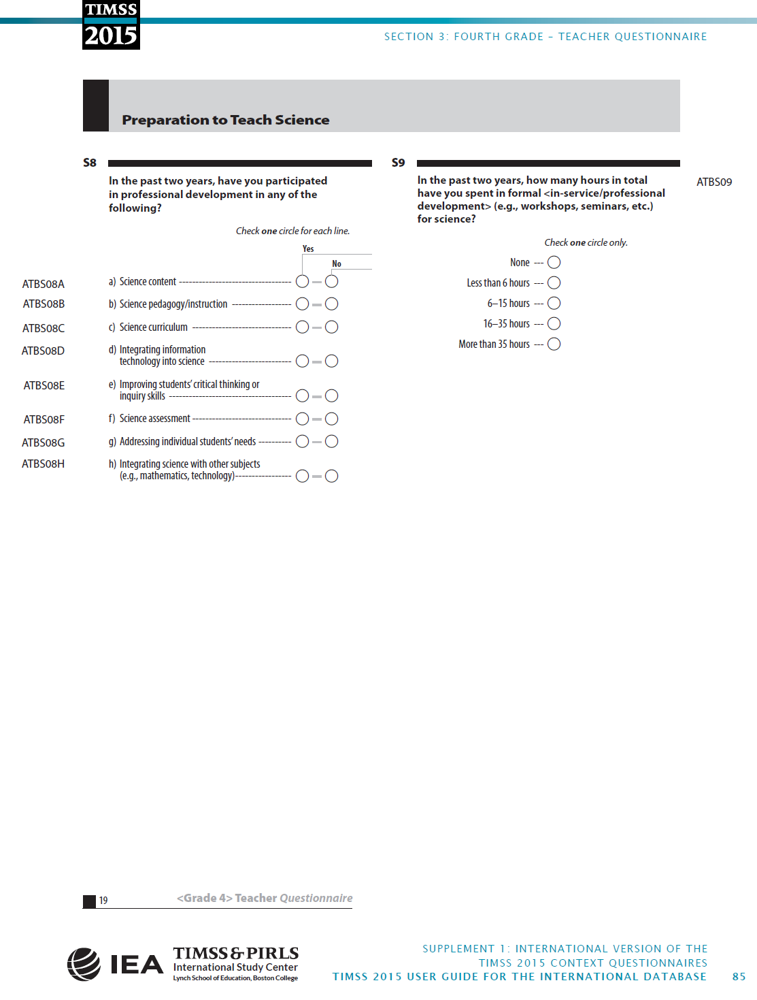 TIMSS
2015
SECTION 3: FOURTH GRADE – TEACHER QUESTIONNAIRE
Preparation to Teach Science
S8
In the past two years, have you participated
in professional development in any of the
following?
Check one circle for each line.
Yes
No
ATBS08A a) Science content
ATBS08B b) Science pedagogy/instruction
ATBS08C c) Science curriculum
ATBS08D d) Integrating information
technology into science
ATBS08E e) Improving students' critical thinking or
inquiry skills
ATBS08F f) Science assessment
ATBS08G g) Addressing individual students' needs
ATBS08H h) Integrating science with other subjects
(e.g., mathematics, technology)
S9
In the past two years, how many hours in total
have you spent in formal <in-service/professional
development> (e.g., workshops, seminars, etc.)
for science?
ATBS09
Check one circle only.
None ---
Less than 6 hours ---
6–15 hours ---
16–35 hours ---
More than 35 hours ---
19 <Grade 4> Teacher Questionnaire
IEA
TIMSS & PIRLS
International Study Center
Lynch School of Education, Boston College
SUPPLEMENT 1: INTERNATIONAL VERSION OF THE
TIMSS 2015 CONTEXT QUESTIONNAIRES
TIMSS 2015 USER GUIDE FOR THE INTERNATIONAL DATABASE 85